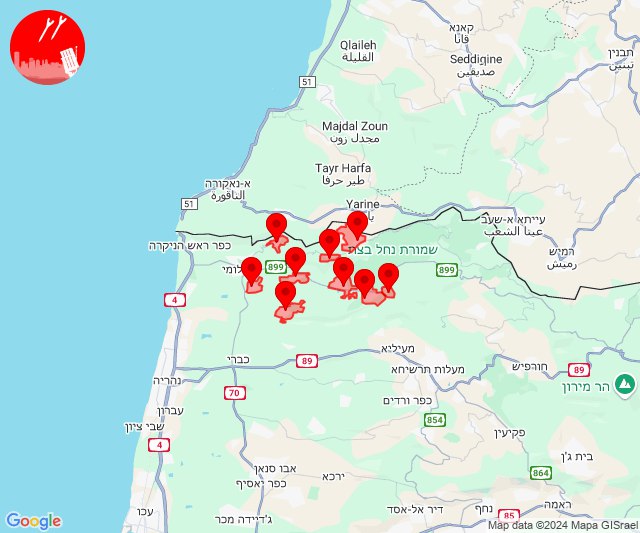 קאנא
قانا
תבנין
تبنين
Qlaileh
القليلة
Seddigine
صديقين
51
Majdal Zoun
مجدل زون
Tayr Harfa
طير حرفا
א-נאקורה
الناقورة
Yarine
51
עייתא א-שעב
عيتا الشعب
כפר ראש הניקרה
שמורת נחל בצת
רמיש
رميش
899
899
4
מעיליא
כברי
89
מעלות תרשיחא
חורפיש
89
נהריה
הר מירון
70
כפר ורדים
עברון
854
שבי ציון
פקיעין
4
בית ג'ן
אבו סנאן
ירכא
864
כפר יאסיף
ראמה
עכו
ג'דיידה מכר
דיר אל-אסד
נחף
85
Google
Map data ©2024 Mapa GISrael